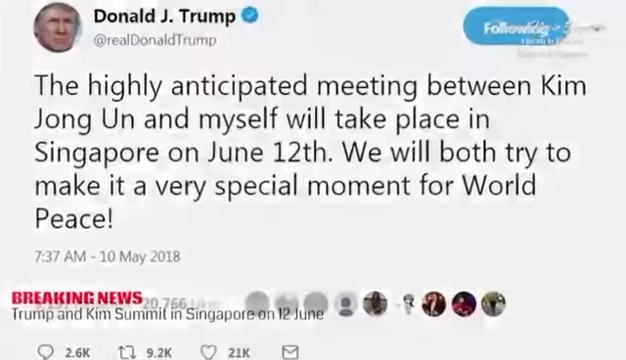 Donald J. Trump
@realDonaldTrump
Following
The highly anticipated meeting between Kim
Jong Un and myself will take place in
Singapore on June 12th. We will both try to
make it a very special moment for World
Peace!
7:37 AM - 10 May 2018
BREAKING NEWS
20,766 Likes
Trump and Kim Summit in Singapore on 12 June
2.6K 9.2K 21K